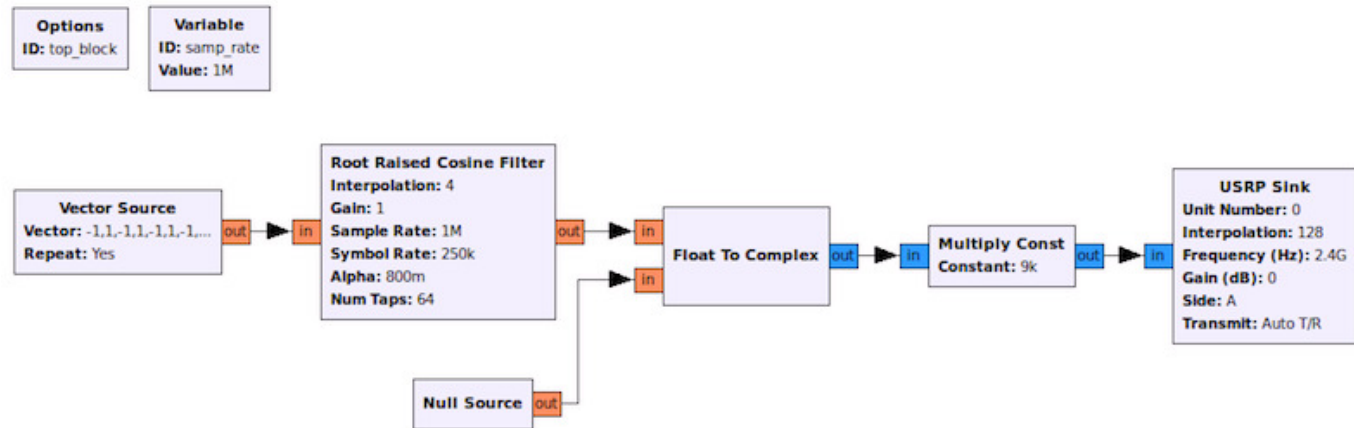 Options
ID: top_block
Variable
ID: samp_rate
Value: 1M
Vector Source
Vector: -1,1,-1,1,-1,1,-1,...
Repeat: Yes
out
in
Root Raised Cosine Filter
Interpolation: 4
Gain: 1
Sample Rate: 1M
Symbol Rate: 250k
Alpha: 800m
Num Taps: 64
out
Null Source
out
in
in
Float To Complex
out
in
Multiply Const
Constant: 9k
out
in
USRP Sink
Unit Number: 0
Interpolation: 128
Frequency (Hz): 2.4G
Gain (dB): 0
Side: A
Transmit: Auto T/R